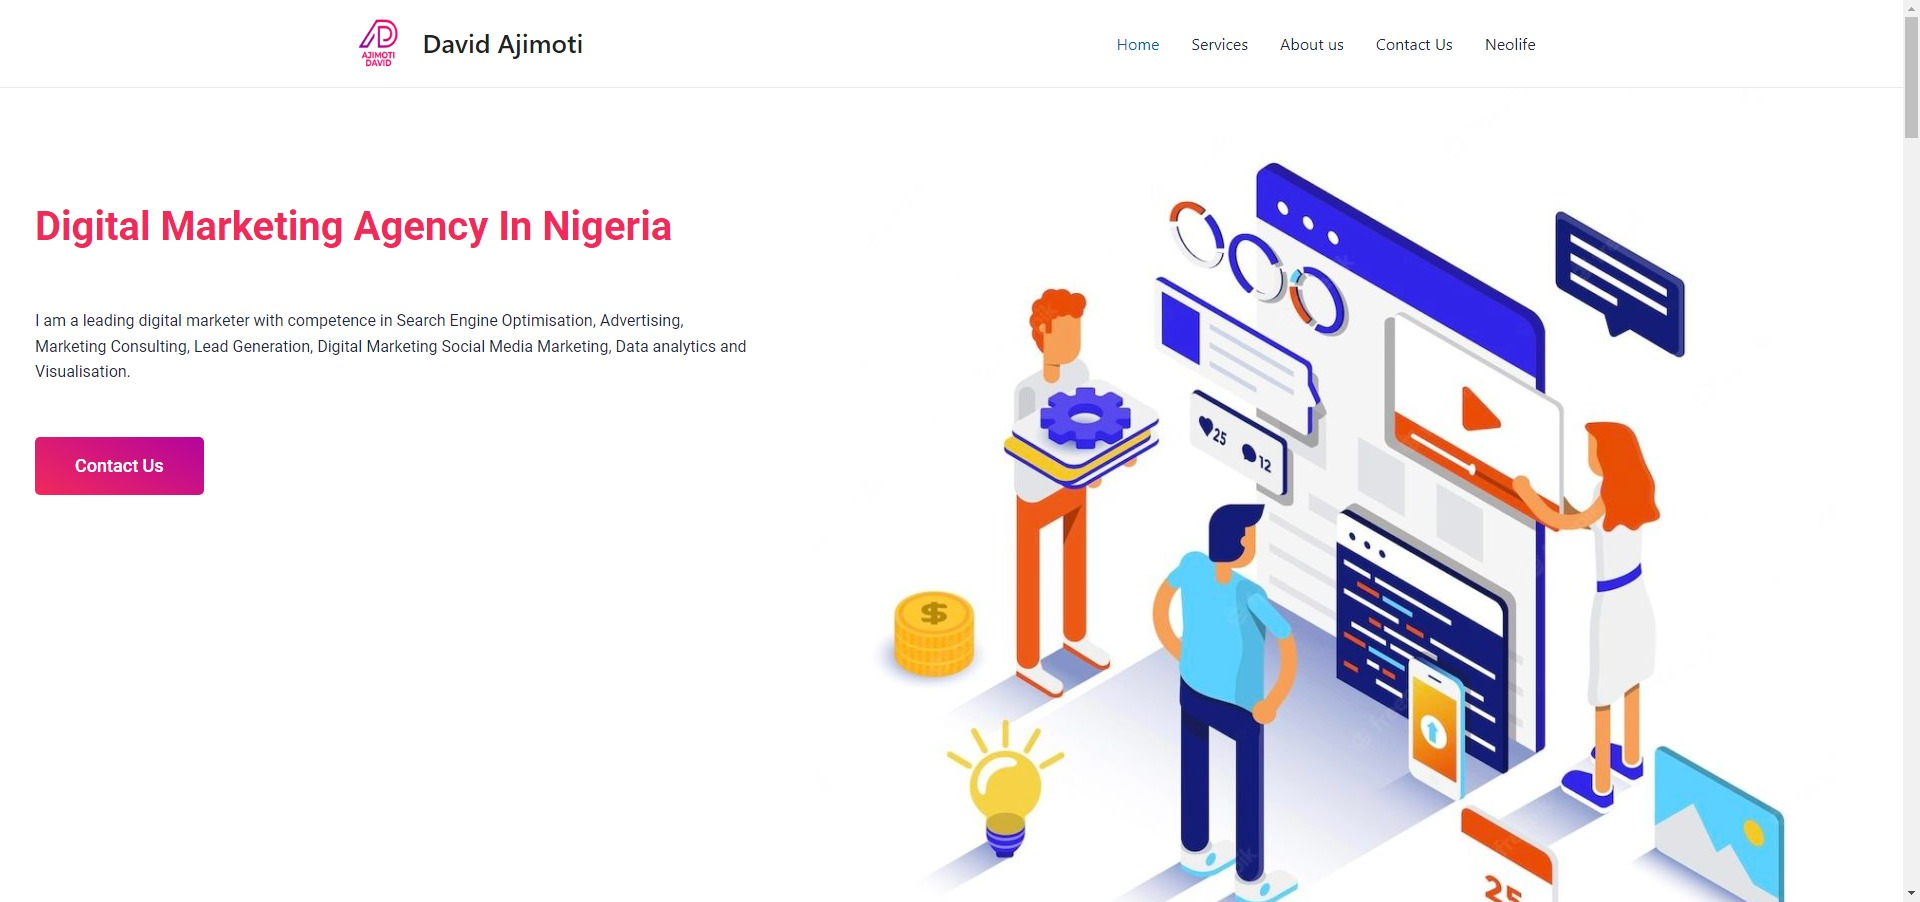 AJIMOTI
DAVID
David Ajimoti
Home
Services
About us
Contact Us
Neolife
Digital Marketing Agency In Nigeria
I am a leading digital marketer with competence in Search Engine Optimisation, Advertising,
Marketing Consulting, Lead Generation, Digital Marketing Social Media Marketing, Data analytics and
Visualisation.
Contact Us
25
12
$
25